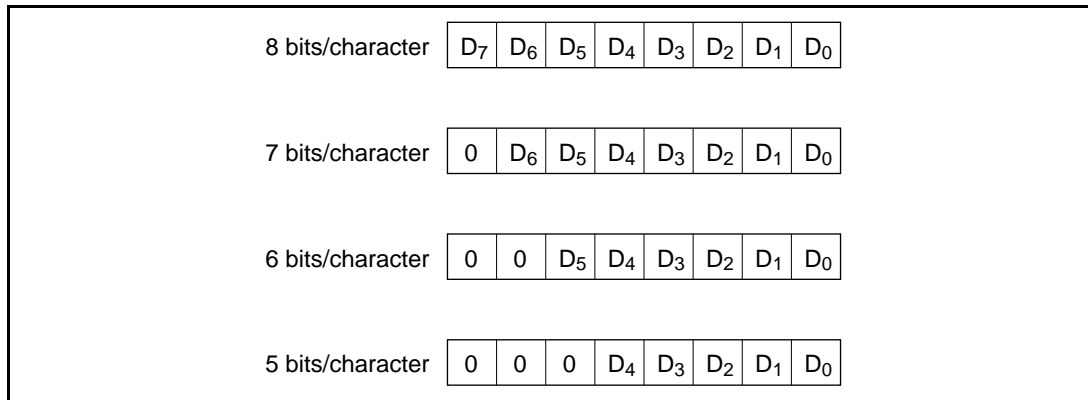 8 bits/character D7 D6 D5 D4 D3 D2 D1 D0
7 bits/character 0 D6 D5 D4 D3 D2 D1 D0
6 bits/character 0 0 D5 D4 D3 D2 D1 D0
5 bits/character 0 0 0 D4 D3 D2 D1 D0